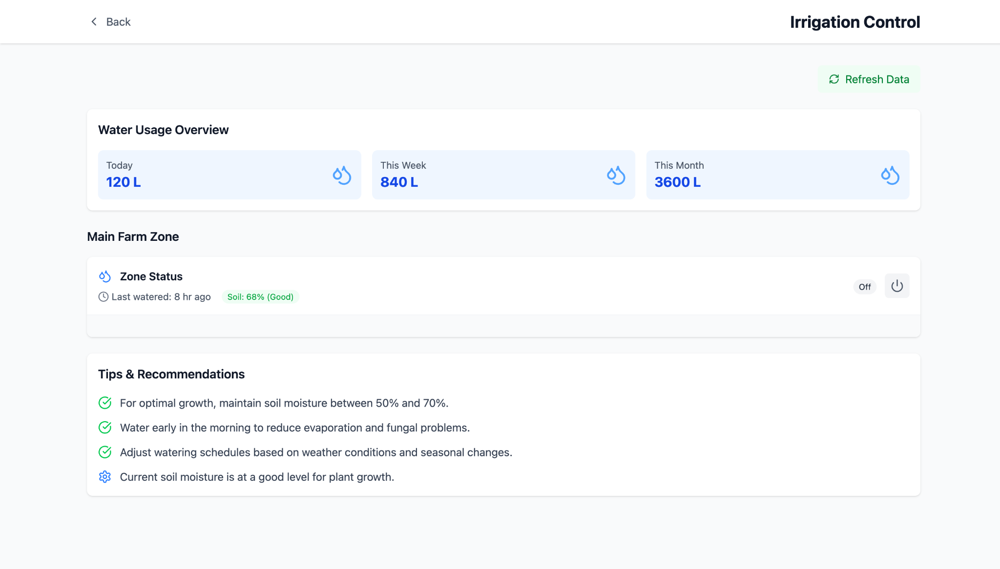 Back
Irrigation Control
Refresh Data
Water Usage Overview
Today
120 L
This Week
840 L
This Month
3600 L
Main Farm Zone
Zone Status
Last watered: 8 hr ago
Soil: 68% (Good)
Off
Tips & Recommendations
For optimal growth, maintain soil moisture between 50% and 70%.
Water early in the morning to reduce evaporation and fungal problems.
Adjust watering schedules based on weather conditions and seasonal changes.
Current soil moisture is at a good level for plant growth.